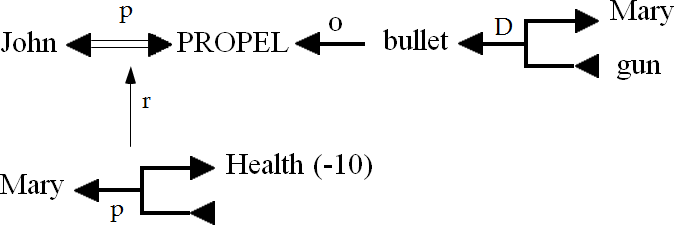 p
Mary
John PROPEL o bullet D
gun
r
Health (-10)
Mary
p